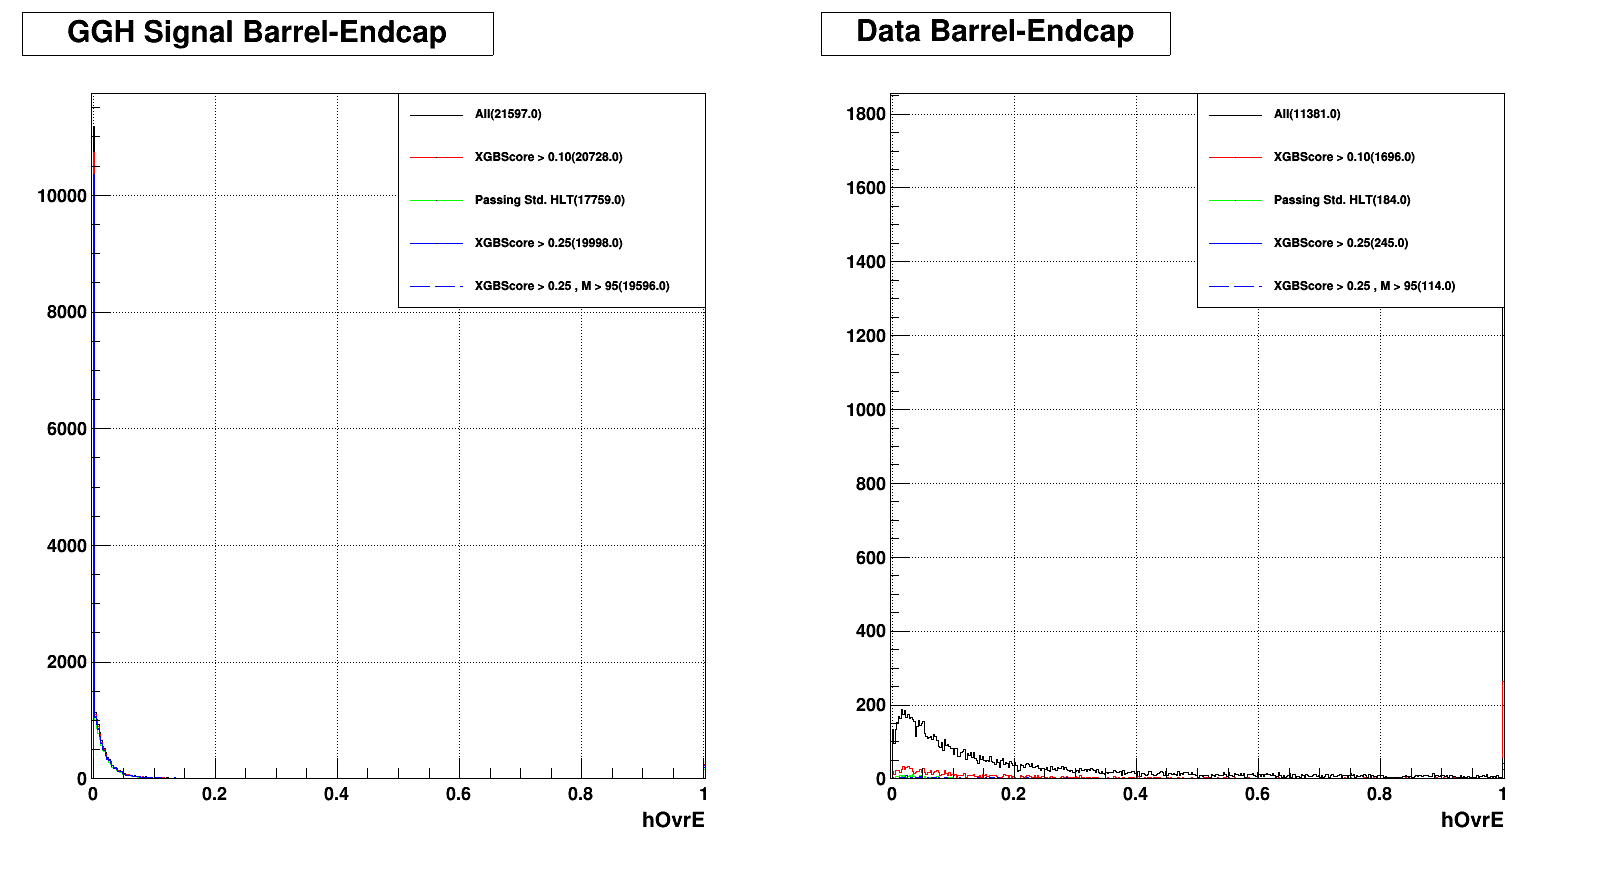 GGH Signal Barrel-Endcap
All(21597.0)
XGBScore > 0.10(20728.0)
Passing Std. HLT(17759.0)
XGBScore > 0.25(19998.0)
XGBScore > 0.25 , M > 95(19596.0)
10000
8000
6000
4000
2000
0
0 0.2 0.4 0.6 0.8 1
hOvrE
Data Barrel-Endcap
All(11381.0)
XGBScore > 0.10(1696.0)
Passing Std. HLT(184.0)
XGBScore > 0.25(245.0)
XGBScore > 0.25 , M > 95(114.0)
1800
1600
1400
1200
1000
800
600
400
200
0
0 0.2 0.4 0.6 0.8 1
hOvrE